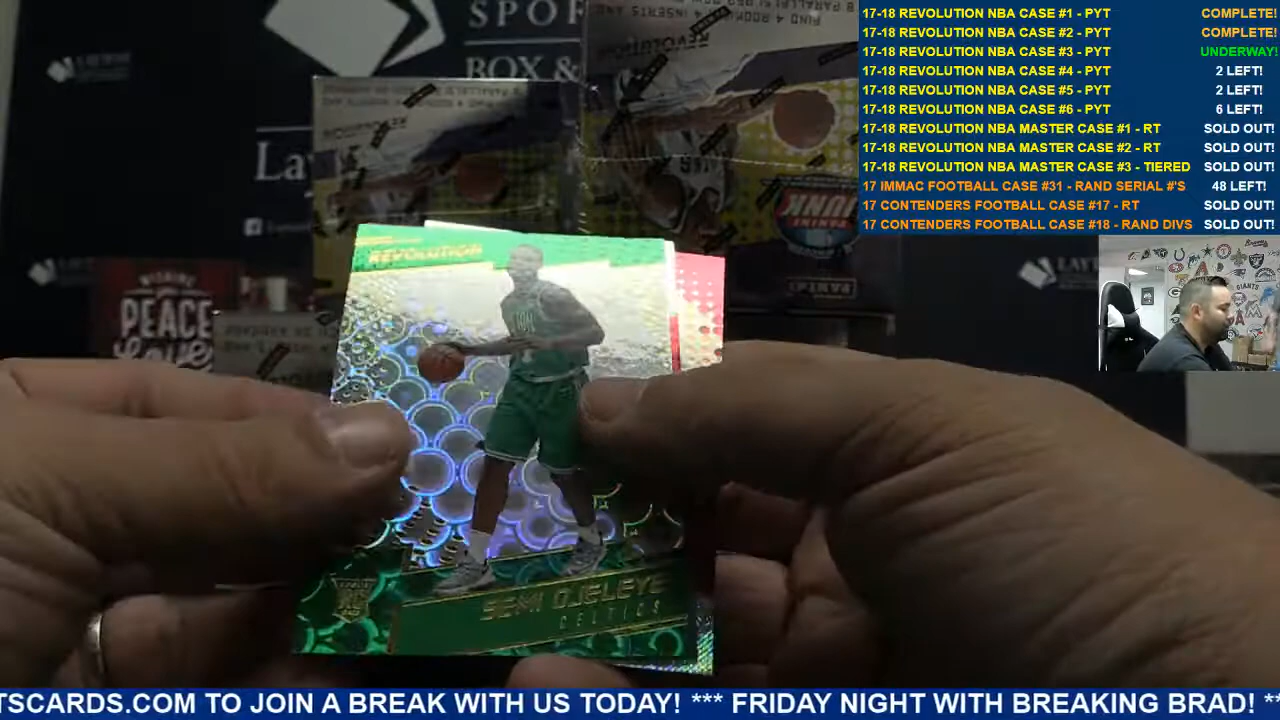 17-18 REVOLUTION NBA CASE #1 - PYT COMPLETE!
17-18 REVOLUTION NBA CASE #2 - PYT COMPLETE!
17-18 REVOLUTION NBA CASE #3 - PYT UNDERWAY!
17-18 REVOLUTION NBA CASE #4 - PYT 2 LEFT!
17-18 REVOLUTION NBA CASE #5 - PYT 2 LEFT!
17-18 REVOLUTION NBA CASE #6 - PYT 6 LEFT!
17-18 REVOLUTION NBA MASTER CASE #1 - RT SOLD OUT!
17-18 REVOLUTION NBA MASTER CASE #2 - RT SOLD OUT!
17-18 REVOLUTION NBA MASTER CASE #3 - TIERED SOLD OUT!
17 IMMAC FOOTBALL CASE #31 - RAND SERIAL #'S 48 LEFT!
17 CONTENDERS FOOTBALL CASE #17 - RT SOLD OUT!
17 CONTENDERS FOOTBALL CASE #18 - RAND DIVS SOLD OUT!
SPOR
BOX &
Lay
PEACE
Love
REVOLUTION
SEMI OJELEYE
CELTICS
GIANTS
PANINI
TSCARDS.COM TO JOIN A BREAK WITH US TODAY! *** FRIDAY NIGHT WITH BREAKING BRAD! **